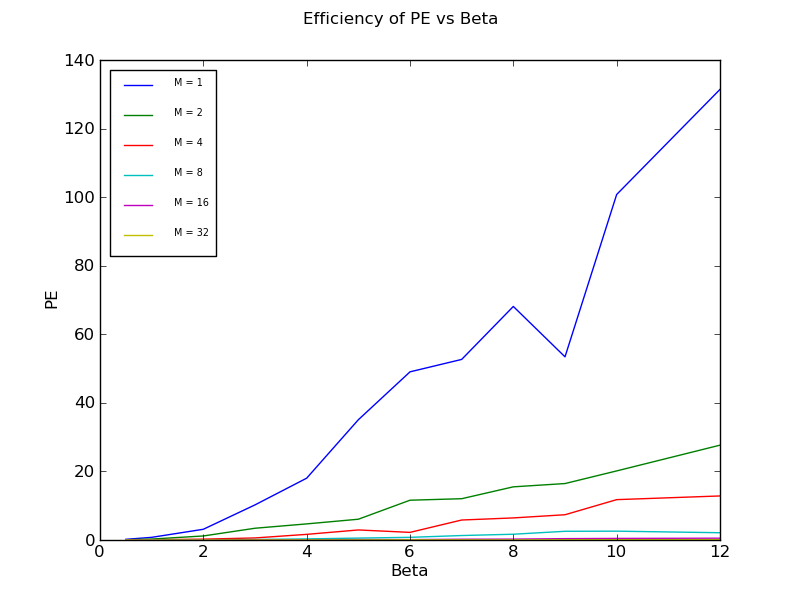 Efficiency of PE vs Beta
M = 1
M = 2
M = 4
M = 8
M = 16
M = 32
PE
140
120
100
80
60
40
20
0
0 2 4 6 8 10 12
Beta